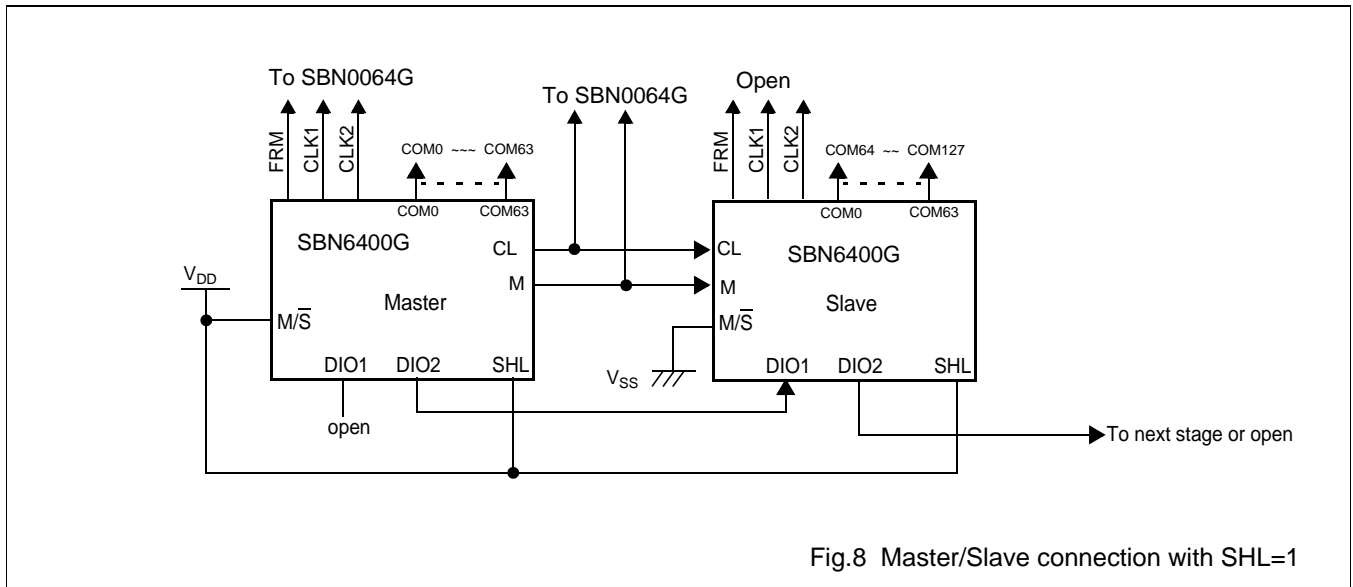 To SBN0064G
Open
To SBN0064G
FRM
CLK1
CLK2
COM0 ~~~ COM63
FRM
CLK1
CLK2
COM64 ~~ COM127
COM0
COM63
COM0
COM63
SBN6400G
CL
CL
SBN6400G
VDD
M
M
Master
Slave
M/S̅
M/S̅
DIO1
DIO2
SHL
VSS
DIO1
DIO2
SHL
open
To next stage or open
Fig.8 Master/Slave connection with SHL=1